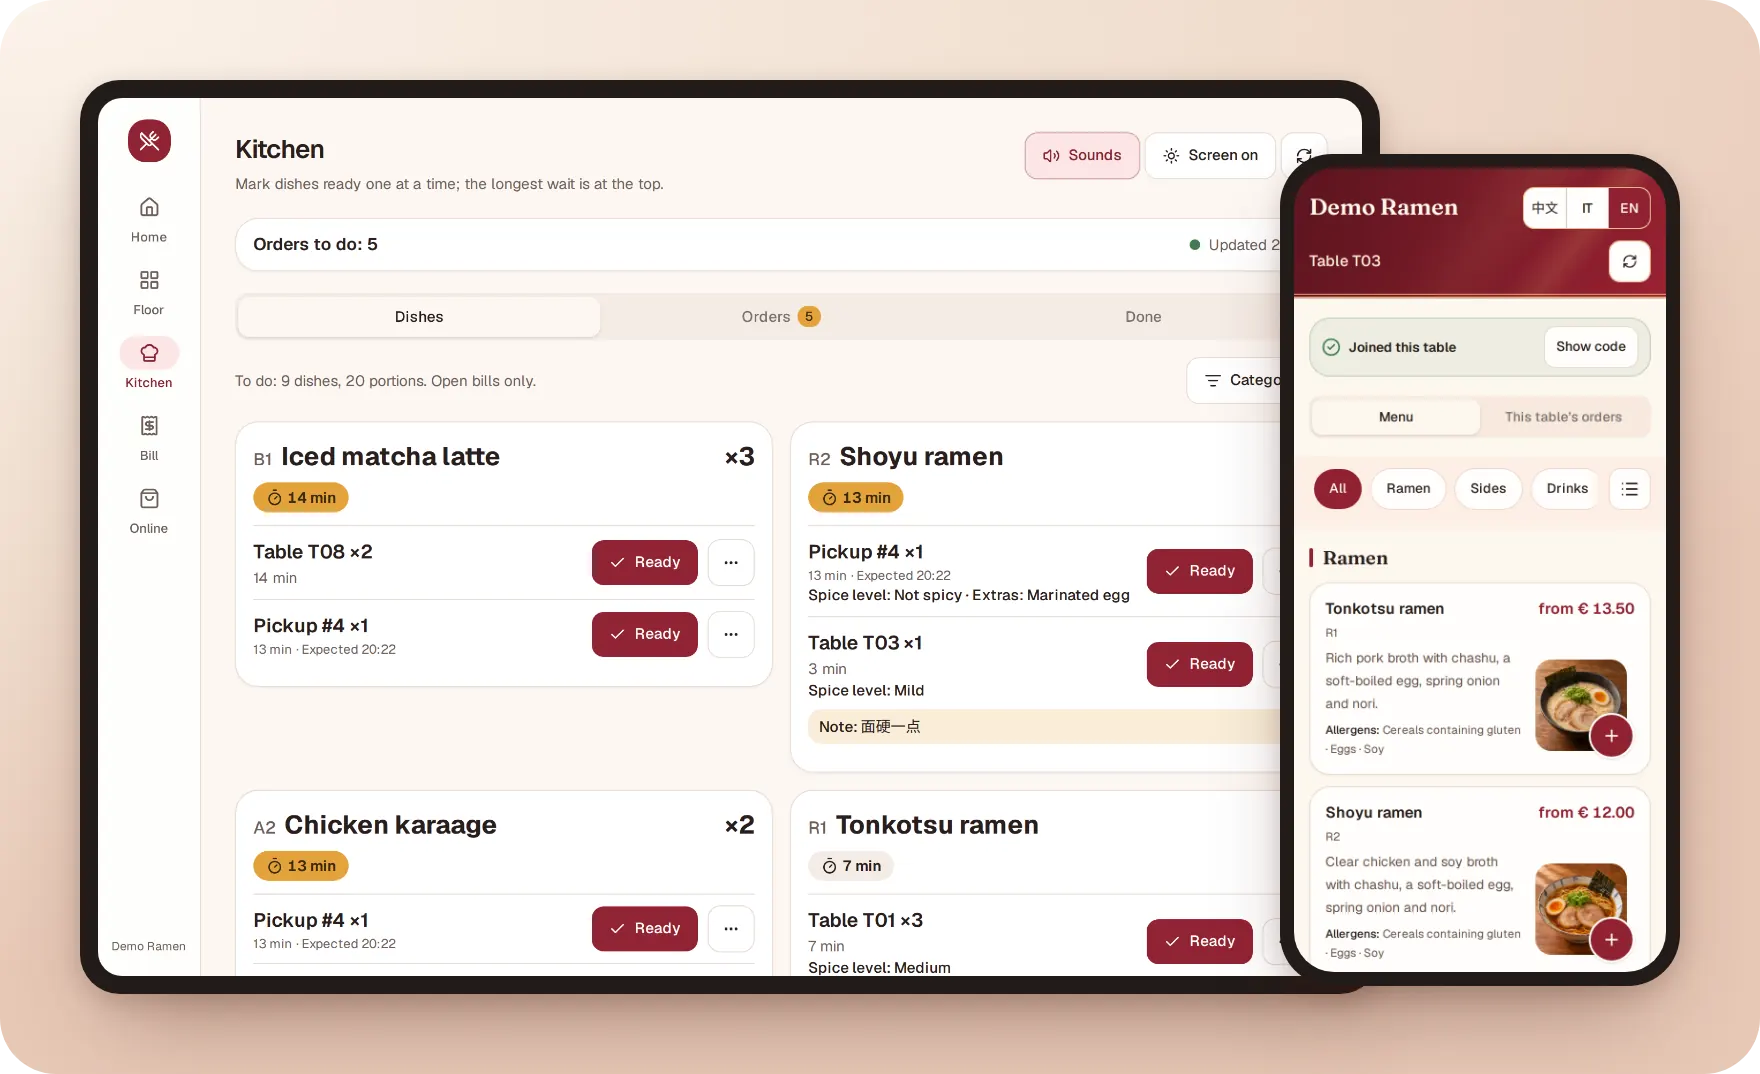 Kitchen
Mark dishes ready one at a time; the longest wait is at the top.
Sounds
Screen on
Orders to do: 5
Updated 2
Dishes
Orders 5
Done
To do: 9 dishes, 20 portions. Open bills only.
Catego
Home
Floor
Kitchen
Bill
Online
Demo Ramen
B1 Iced matcha latte ×3
14 min
Table T08 ×2
14 min
Ready
Pickup #4 ×1
13 min · Expected 20:22
Ready
R2 Shoyu ramen
13 min
Pickup #4 ×1
13 min · Expected 20:22
Spice level: Not spicy · Extras: Marinated egg
Ready
Table T03 ×1
3 min
Spice level: Mild
Ready
Note: 面硬一点
A2 Chicken karaage ×2
13 min
Pickup #4 ×1
13 min · Expected 20:22
Ready
R1 Tonkotsu ramen
7 min
Table T01 ×3
7 min
Spice level: Medium
Ready
Demo Ramen
中文 IT EN
Table T03
Joined this table
Show code
Menu
This table's orders
All
Ramen
Sides
Drinks
Ramen
Tonkotsu ramen from € 13.50
R1
Rich pork broth with chashu, a
soft-boiled egg, spring onion
and nori.
Allergens: Cereals containing gluten
· Eggs · Soy
Shoyu ramen from € 12.00
R2
Clear chicken and soy broth
with chashu, a soft-boiled egg,
spring onion and nori.
Allergens: Cereals containing gluten
· Eggs · Soy